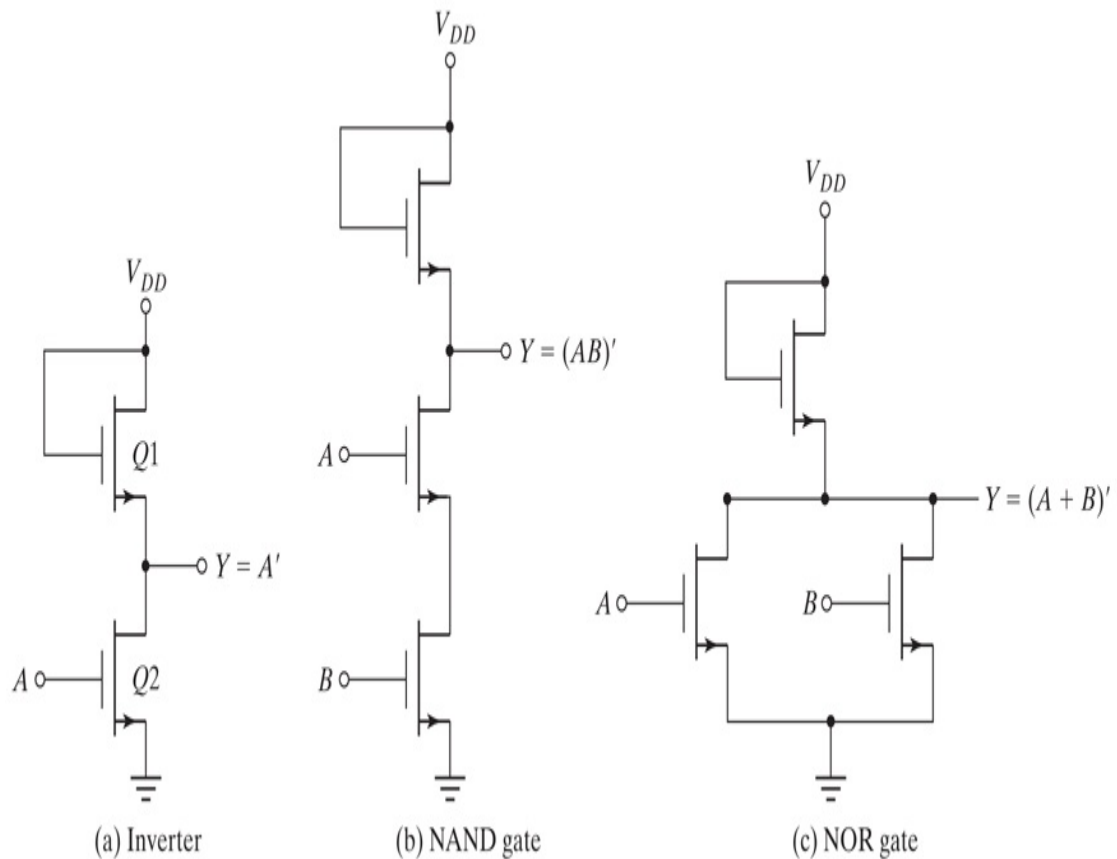 V_DD
Q1
Y = A′
A
Q2
(a) Inverter
V_DD
Y = (AB)′
A
B
(b) NAND gate
V_DD
Y = (A + B)′
A
B
(c) NOR gate